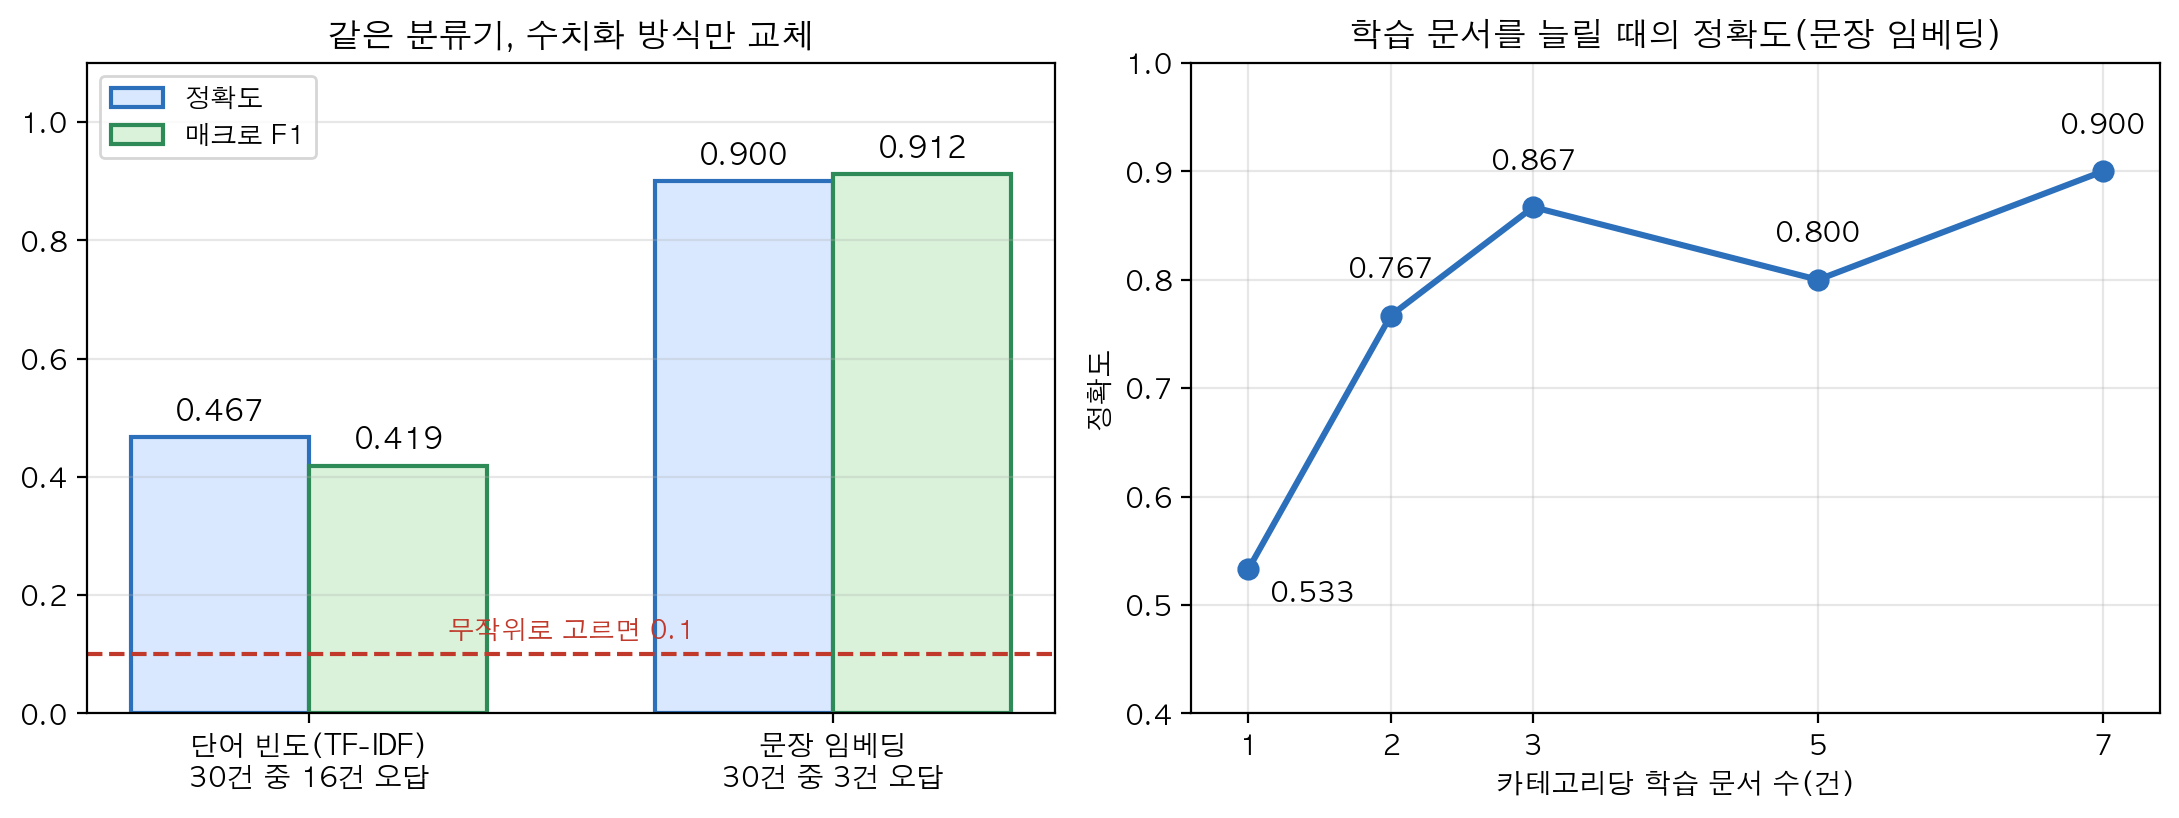 같은 분류기, 수치화 방식만 교체
정확도
매크로 F1
1.0
0.8
0.6
0.4
0.2
0.0
0.467
0.419
0.900
0.912
무작위로 고르면 0.1
단어 빈도(TF-IDF)
30건 중 16건 오답
문장 임베딩
30건 중 3건 오답
학습 문서를 늘릴 때의 정확도(문장 임베딩)
정확도
1.0
0.9
0.8
0.7
0.6
0.5
0.4
0.533
0.767
0.867
0.800
0.900
1
2
3
5
7
카테고리당 학습 문서 수(건)